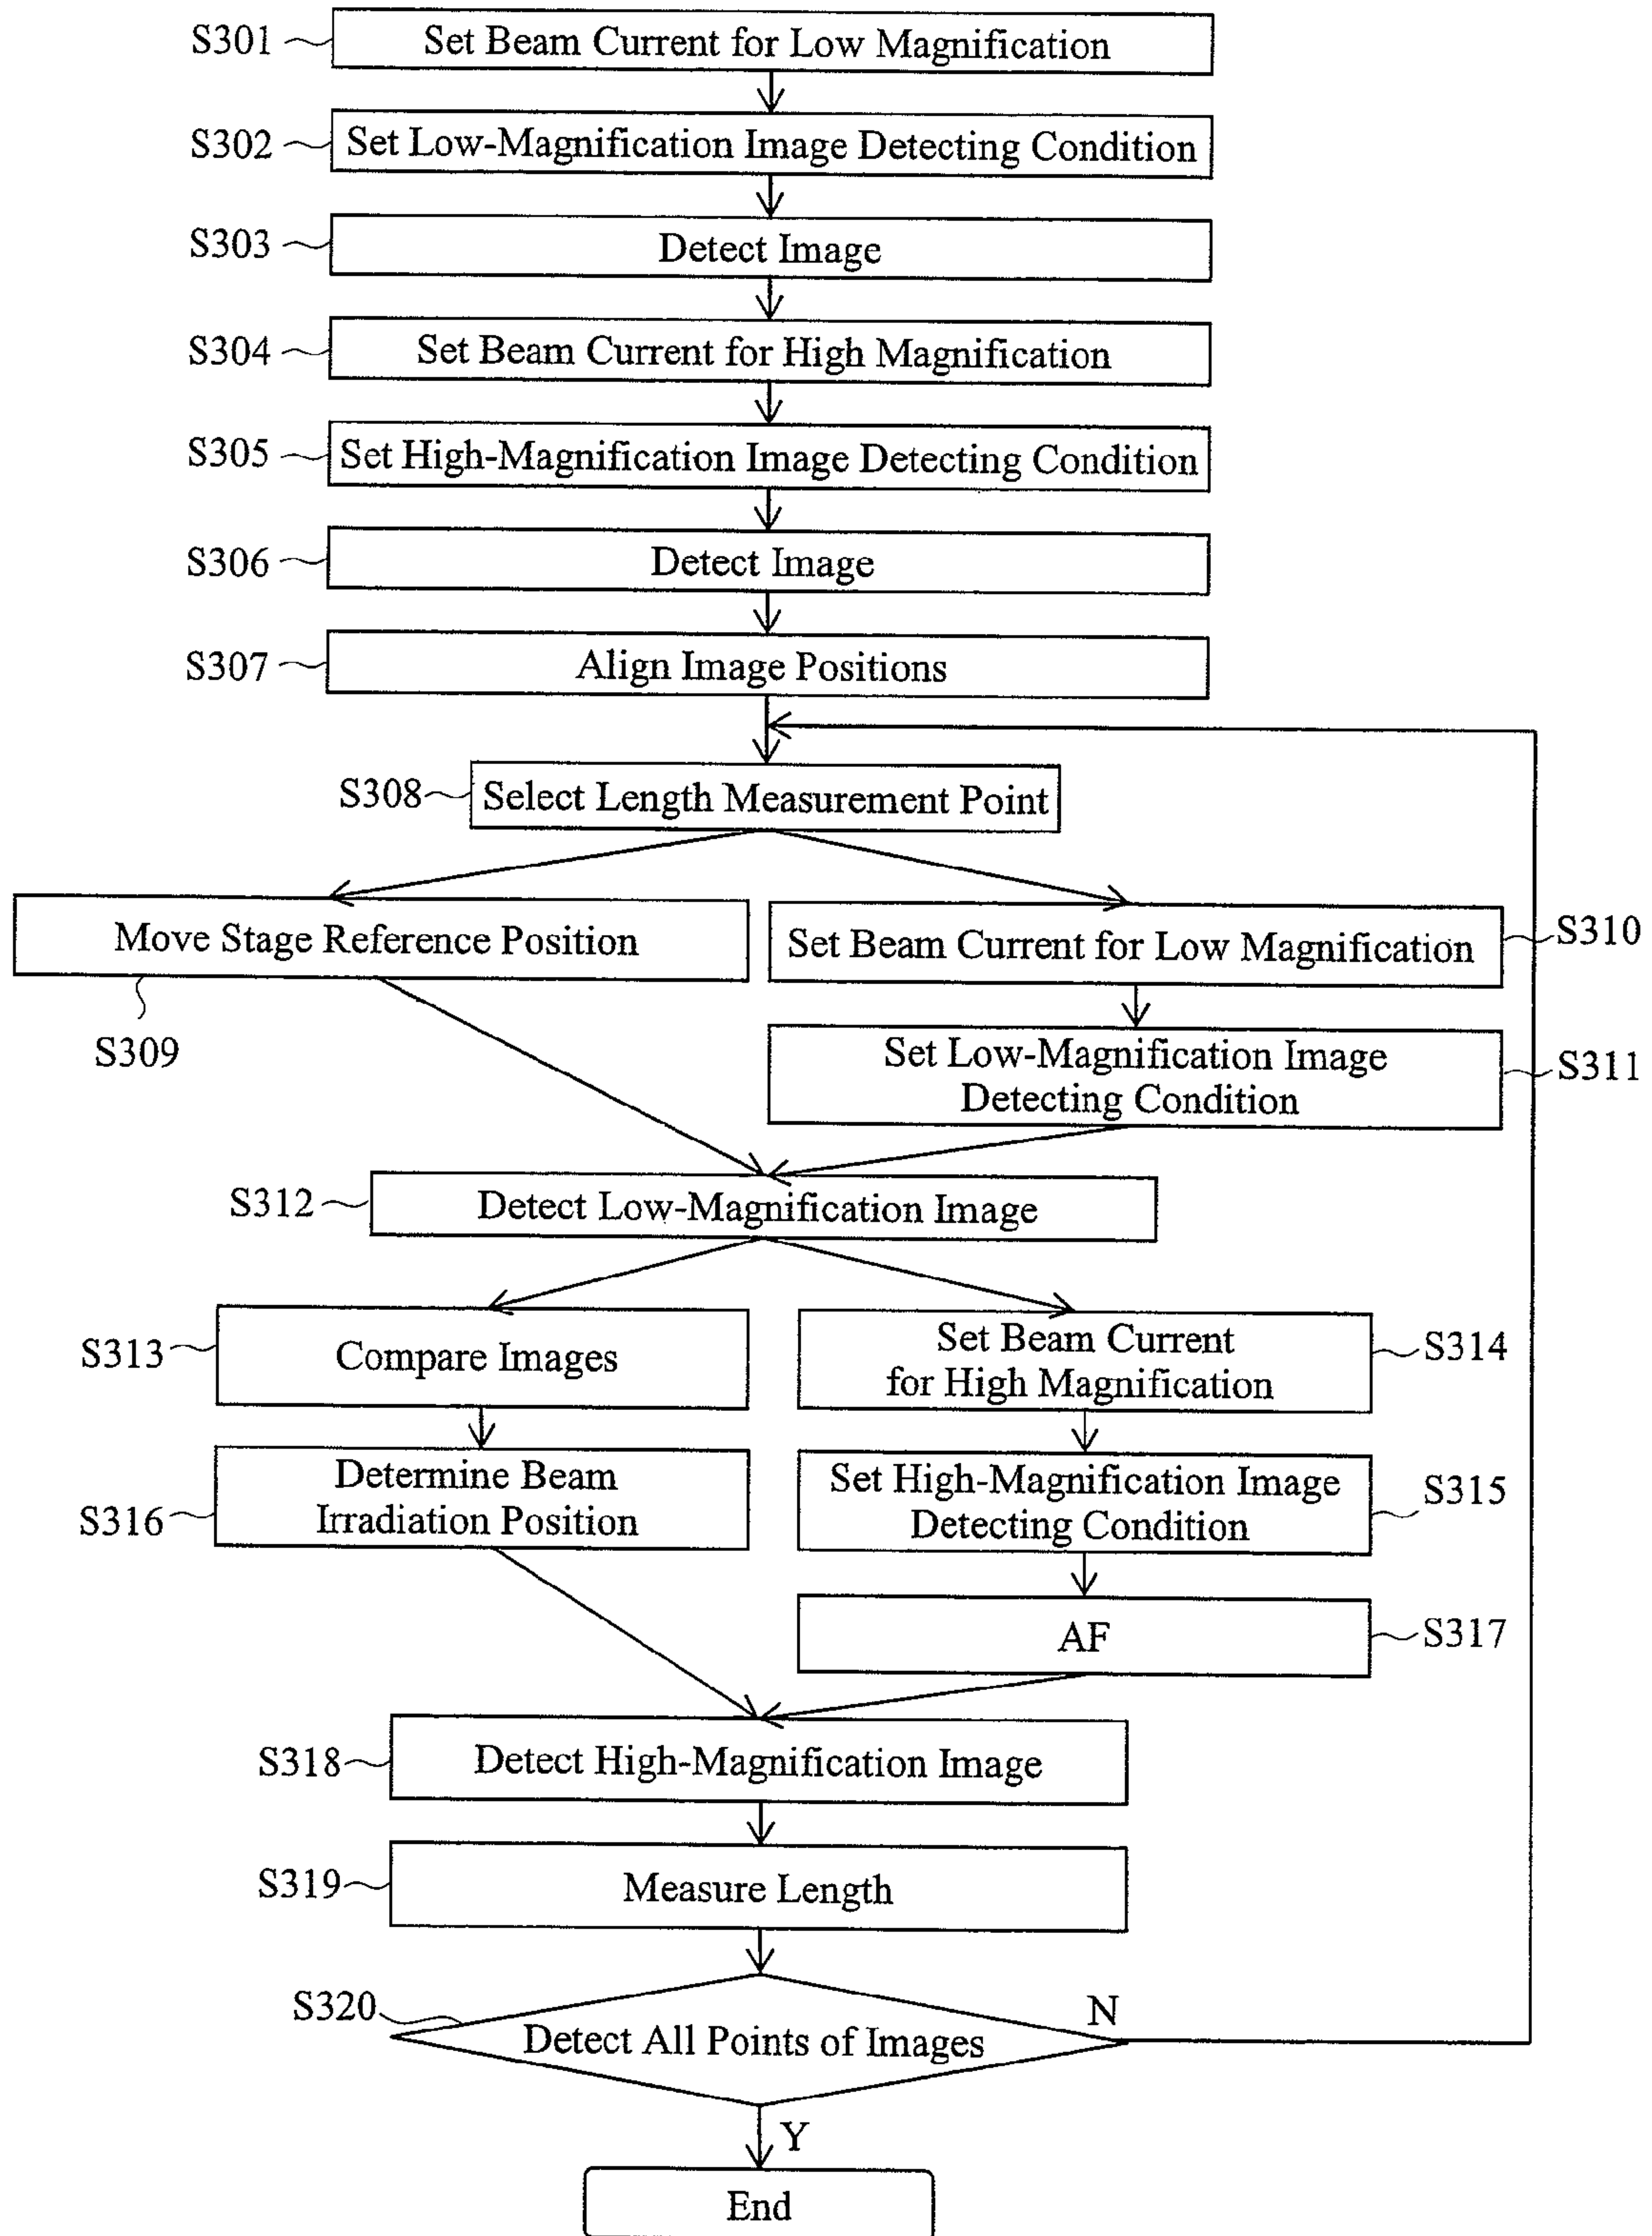 S301
Set Beam Current for Low Magnification
S302
Set Low-Magnification Image Detecting Condition
S303
Detect Image
S304
Set Beam Current for High Magnification
S305
Set High-Magnification Image Detecting Condition
S306
Detect Image
S307
Align Image Positions
S308
Select Length Measurement Point
Move Stage Reference Position
S309
Set Beam Current for Low Magnification
S310
Set Low-Magnification Image
Detecting Condition
S311
S312
Detect Low-Magnification Image
S313
Compare Images
Set Beam Current
for High Magnification
S314
S316
Determine Beam
Irradiation Position
Set High-Magnification Image
Detecting Condition
S315
AF
S317
S318
Detect High-Magnification Image
S319
Measure Length
S320
Detect All Points of Images
N
Y
End